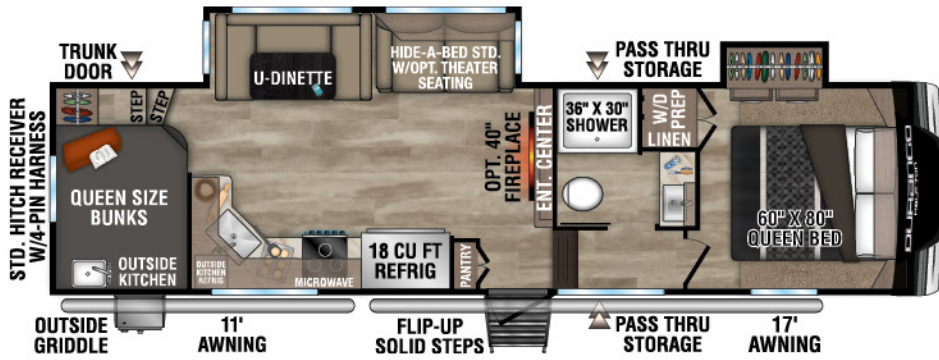 TRUNK
DOOR
U-DINETTE
HIDE-A-BED STD.
W/OPT. THEATER
SEATING
PASS THRU
STORAGE
STD. HITCH RECEIVER
W/4-PIN HARNESS
STEP
STEP
QUEEN SIZE
BUNKS
OUTSIDE
KITCHEN
OUTSIDE
KITCHEN
REFRIG
MICROWAVE
18 CU FT
REFRIG
PANTRY
OPT. 40"
FIREPLACE
ENT. CENTER
36" X 30"
SHOWER
W/D
PREP
LINEN
60" X 80"
QUEEN BED
DURANGO
OUTSIDE
GRIDDLE
11'
AWNING
FLIP-UP
SOLID STEPS
PASS THRU
STORAGE
17'
AWNING